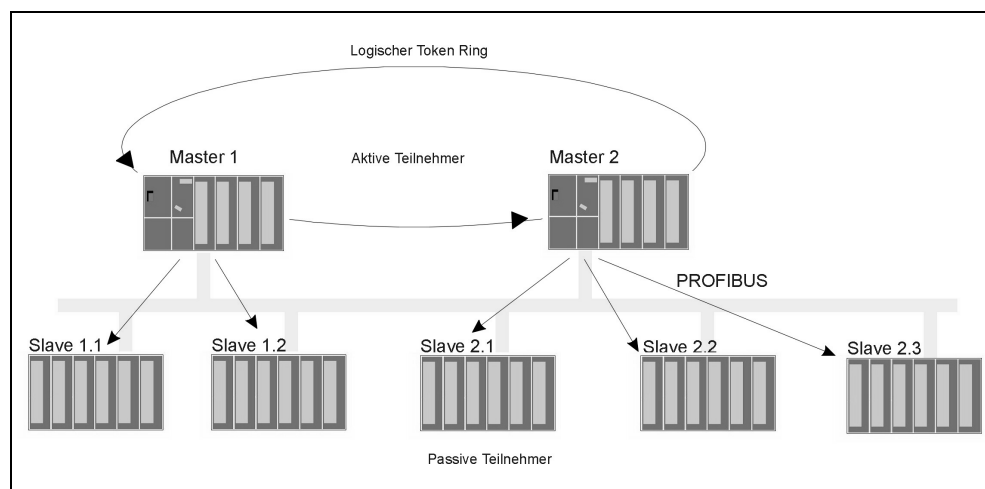 Logischer Token Ring
Master 1
Aktive Teilnehmer
Master 2
PROFIBUS
Slave 1.1
Slave 1.2
Slave 2.1
Slave 2.2
Slave 2.3
Passive Teilnehmer